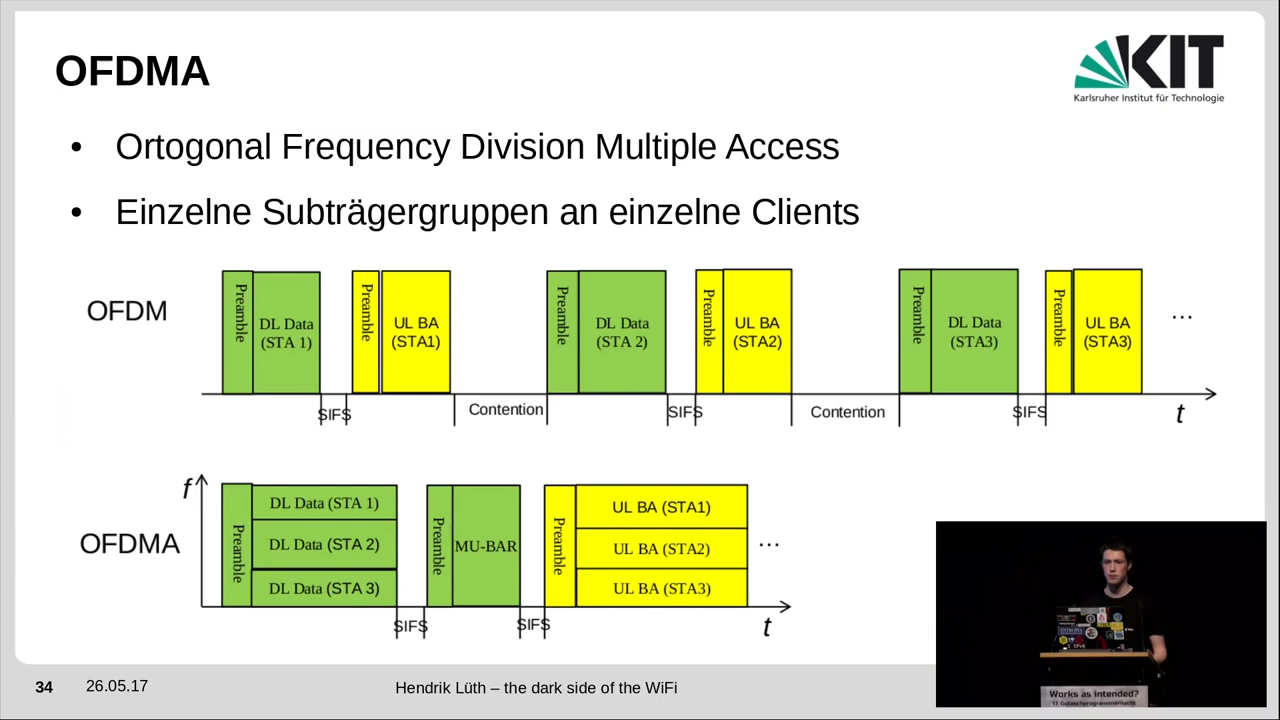 OFDMA
KIT
Karlsruher Institut für Technologie
• Ortogonal Frequency Division Multiple Access
• Einzelne Subträgergruppen an einzelne Clients
OFDM
Preamble
DL Data
(STA 1)
Preamble
UL BA
(STA1)
Preamble
DL Data
(STA 2)
Preamble
UL BA
(STA2)
Preamble
DL Data
(STA3)
Preamble
UL BA
(STA3)
...
SIFS
Contention
SIFS
Contention
SIFS
t
f
OFDMA
Preamble
DL Data (STA 1)
DL Data (STA 2)
DL Data (STA 3)
Preamble
MU-BAR
Preamble
UL BA (STA1)
UL BA (STA2)
UL BA (STA3)
...
SIFS
SIFS
t
34
26.05.17
Hendrik Lüth – the dark side of the WiFi
Works as intended?
17. Gulaschprogrammiernacht